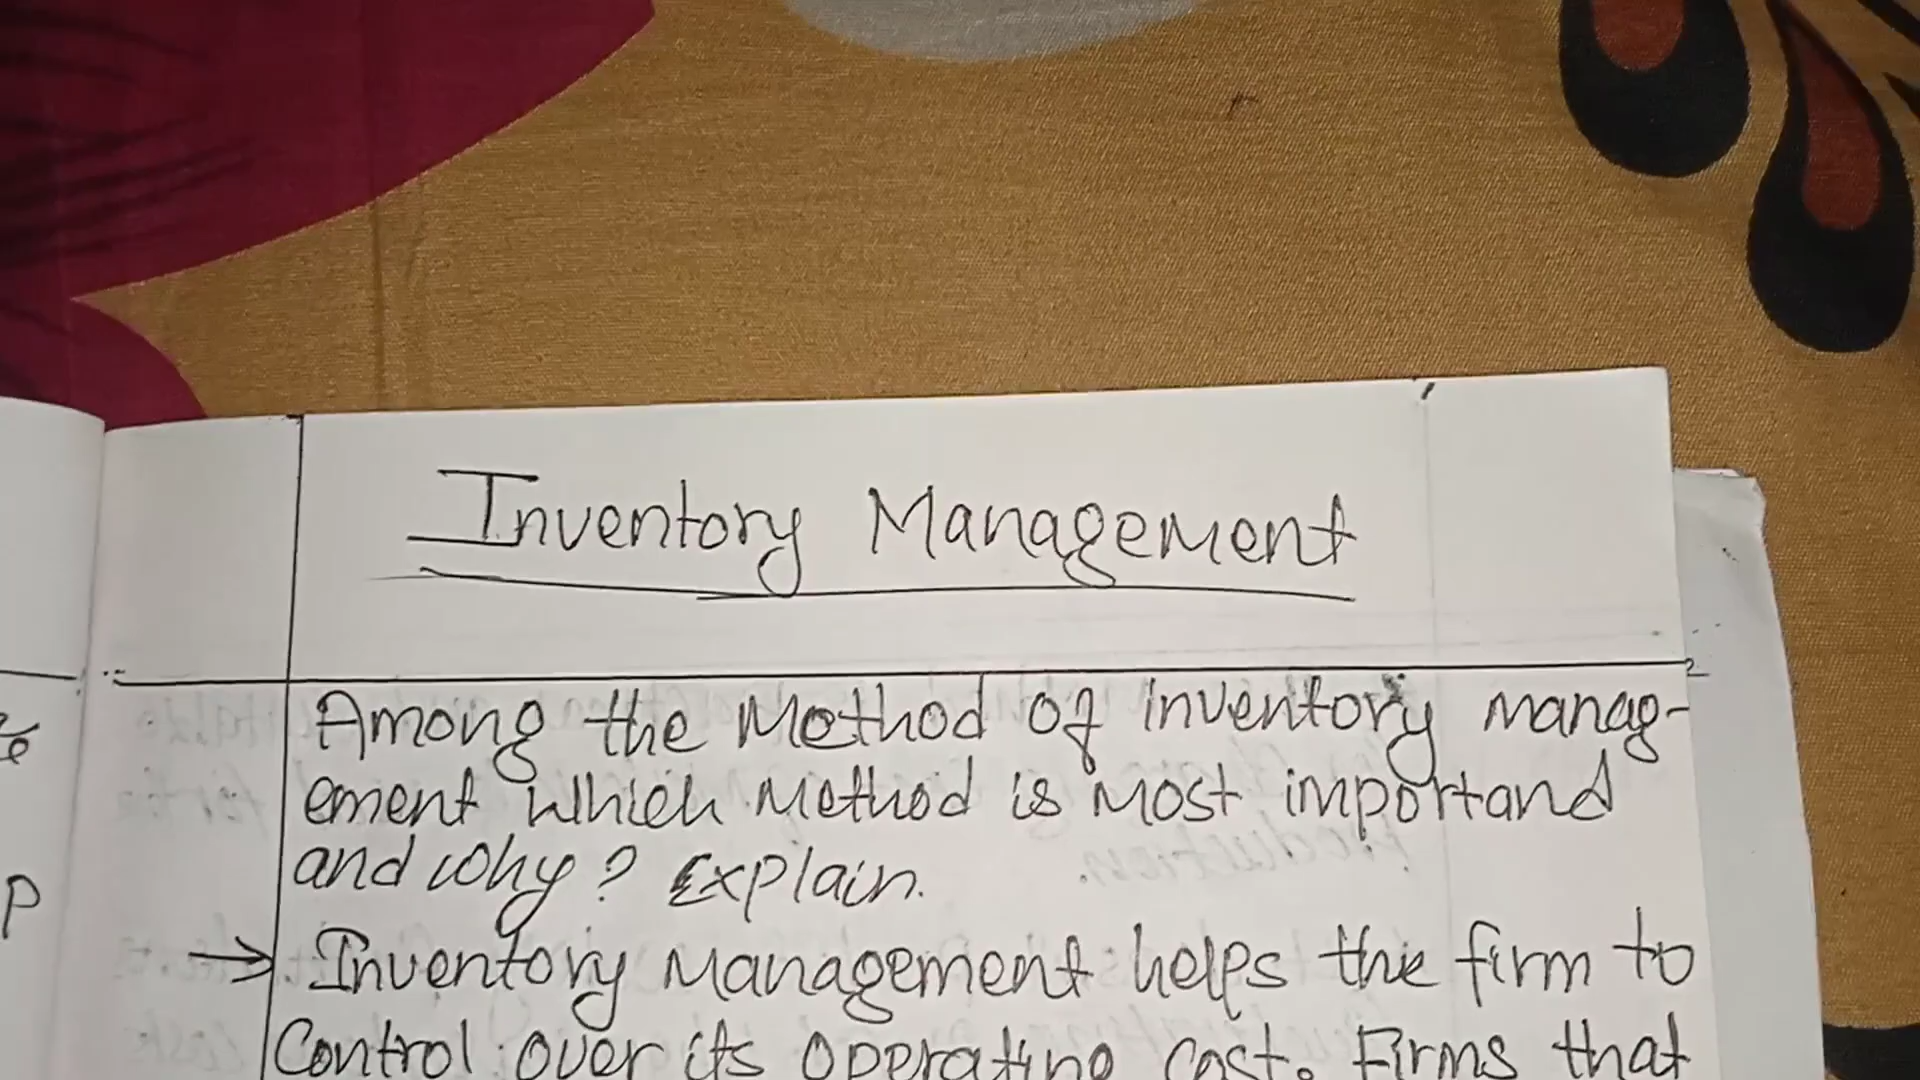 Inventory Management
Among the Method of inventory manag-
ement which Method is Most importand
and why? Explain.
→ Inventory Management helps the firm to
Control over its operating cost. Firms that
P